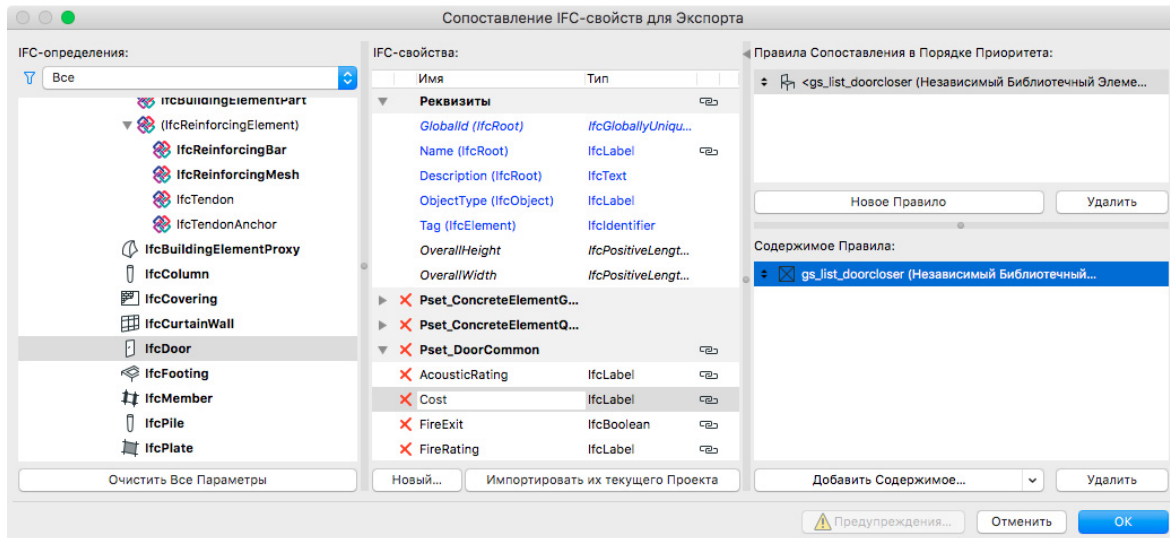 Сопоставление IFC-свойств для Экспорта
IFC-определения:
Все
IfcBuildingElementPart
(IfcReinforcingElement)
IfcReinforcingBar
IfcReinforcingMesh
IfcTendon
IfcTendonAnchor
IfcBuildingElementProxy
IfcColumn
IfcCovering
IfcCurtainWall
IfcDoor
IfcFooting
IfcMember
IfcPile
IfcPlate
Очистить Все Параметры
IFC-свойства:
Имя Тип
Реквизиты
GlobalId (IfcRoot) IfcGloballyUniqu...
Name (IfcRoot) IfcLabel
Description (IfcRoot) IfcText
ObjectType (IfcObject) IfcLabel
Tag (IfcElement) IfcIdentifier
OverallHeight IfcPositiveLengt...
OverallWidth IfcPositiveLengt...
Pset_ConcreteElementG...
Pset_ConcreteElementQ...
Pset_DoorCommon
AcousticRating IfcLabel
Cost IfcLabel
FireExit IfcBoolean
FireRating IfcLabel
Новый... Импортировать их текущего Проекта
Правила Сопоставления в Порядке Приоритета:
<gs_list_doorcloser (Независимый Библиотечный Элеме...
Новое Правило Удалить
Содержимое Правила:
gs_list_doorcloser (Независимый Библиотечный...
Добавить Содержимое... Удалить
Предупреждения... Отменить OK